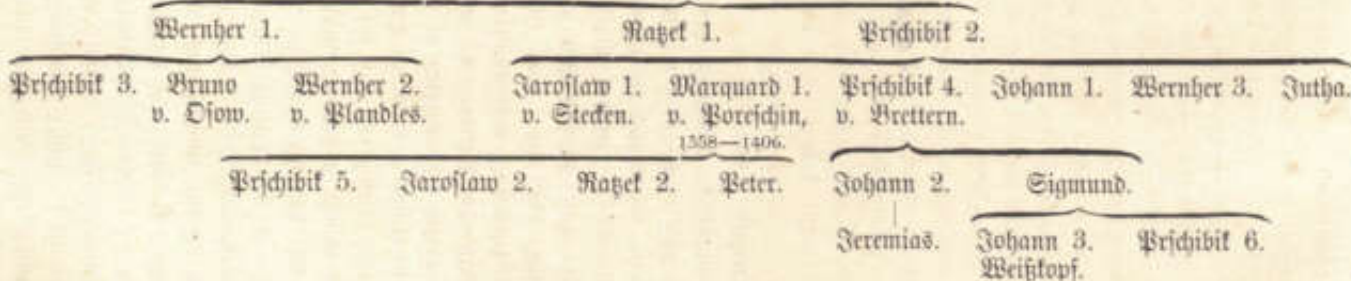 Wernher 1. Ratzek 1. Prschibik 2.
Prschibik 3. Bruno Wernher 2. Jaroslaw 1. Marquard 1. Prschibik 4. Johann 1. Wernher 3. Jutha.
v. Osow. v. Plandles. v. Stecken. v. Poreschin, v. Brettern.
1358—1406.
Prschibik 5. Jaroslaw 2. Ratzek 2. Peter. Johann 2. Sigmund.
Jeremias. Johann 3. Prschibik 6.
Weißkopf.